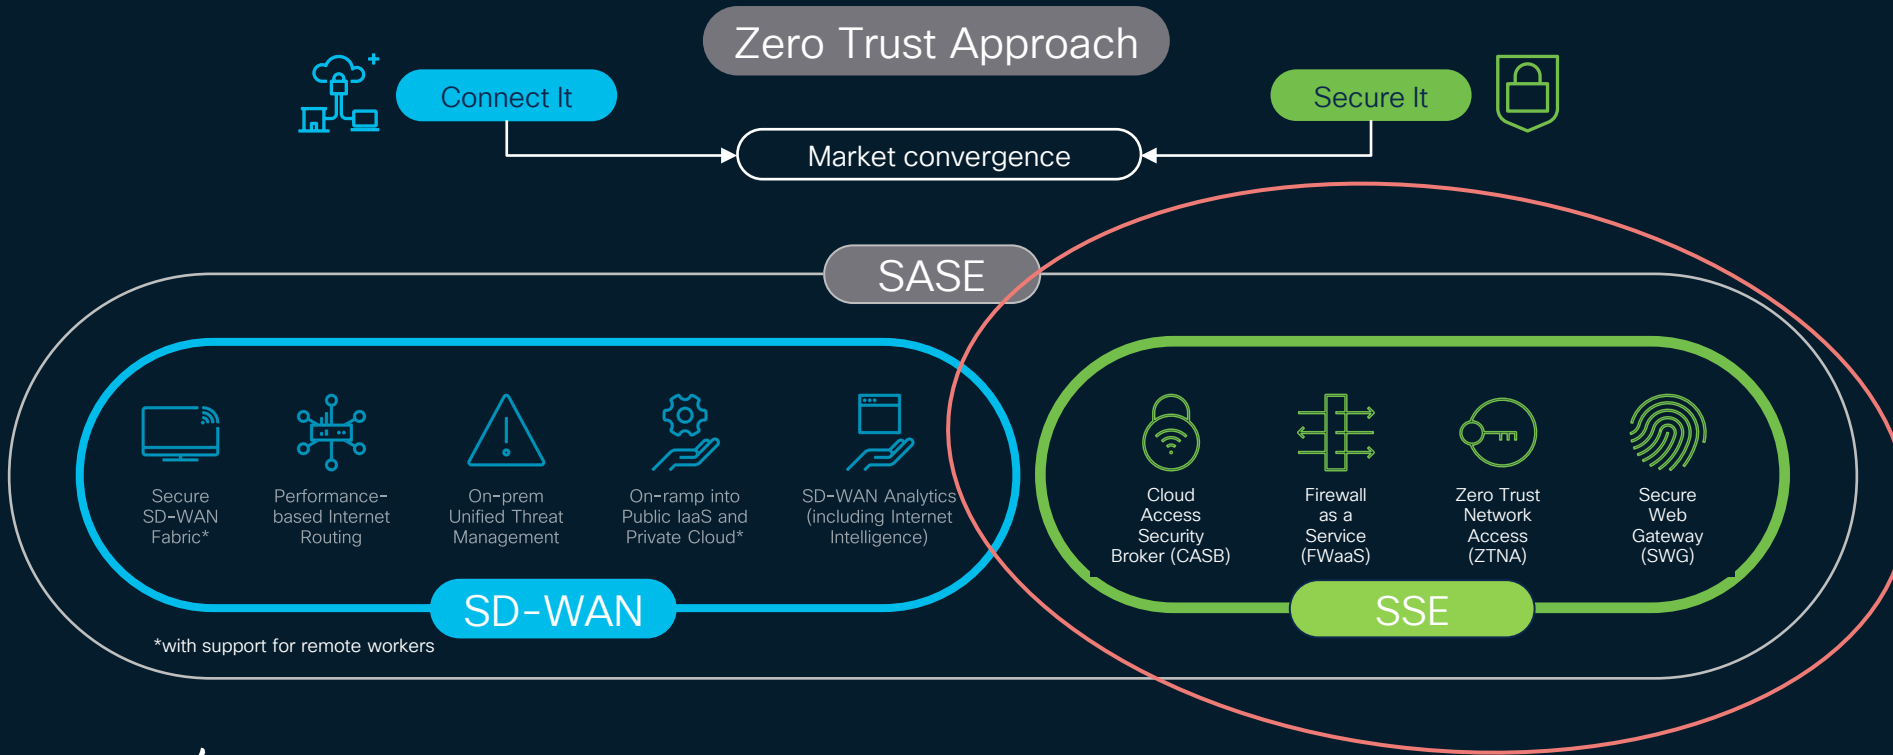 Zero Trust Approach
Connect It
Secure It
Market convergence
SASE
Secure
SD-WAN
Fabric*
Performance-
based Internet
Routing
On-prem
Unified Threat
Management
On-ramp into
Public IaaS and
Private Cloud*
SD-WAN Analytics
(including Internet
Intelligence)
Cloud
Access
Security
Broker (CASB)
Firewall
as a
Service
(FWaaS)
Zero Trust
Network
Access
(ZTNA)
Secure
Web
Gateway
(SWG)
SD-WAN
SSE
*with support for remote workers